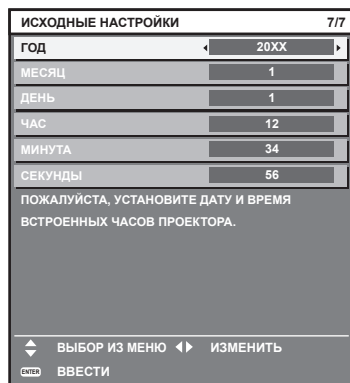 ИСХОДНЫЕ НАСТРОЙКИ 7/7
ГОД 20XX
МЕСЯЦ 1
ДЕНЬ 1
ЧАС 12
МИНУТА 34
СЕКУНДЫ 56
ПОЖАЛУЙСТА, УСТАНОВИТЕ ДАТУ И ВРЕМЯ
ВСТРОЕННЫХ ЧАСОВ ПРОЕКТОРА.
ВЫБОР ИЗ МЕНЮ ИЗМЕНИТЬ
ENTER ВВЕСТИ